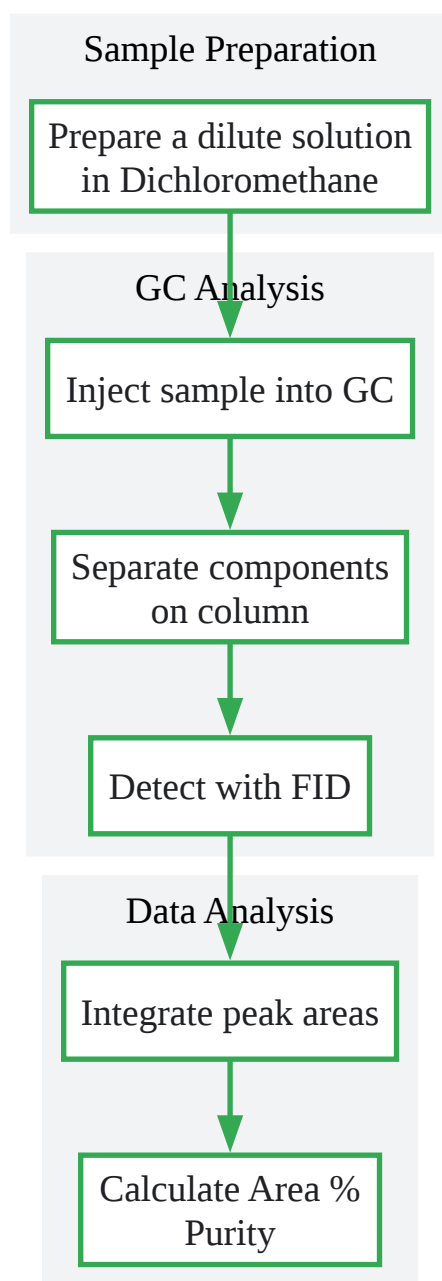 Sample Preparation
Prepare a dilute solution
in Dichloromethane
GC Analysis
Inject sample into GC
Separate components
on column
Detect with FID
Data Analysis
Integrate peak areas
Calculate Area %
Purity